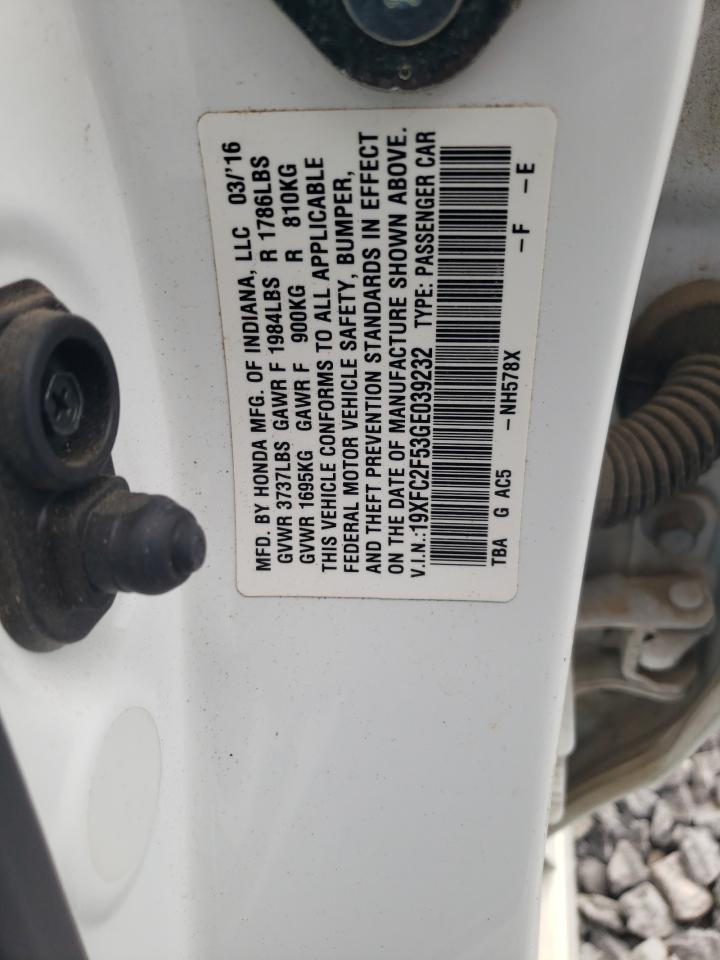 MFD. BY HONDA MFG. OF INDIANA, LLC 03/'16
GVWR 3737LBS GAWR F 1984LBS R 1786LBS
GVWR 1695KG GAWR F 900KG R 810KG
THIS VEHICLE CONFORMS TO ALL APPLICABLE
FEDERAL MOTOR VEHICLE SAFETY, BUMPER,
AND THEFT PREVENTION STANDARDS IN EFFECT
ON THE DATE OF MANUFACTURE SHOWN ABOVE.
V.I.N.:19XFC2F53GE039232 TYPE: PASSENGER CAR
TBA G AC5 -NH578X -F -E